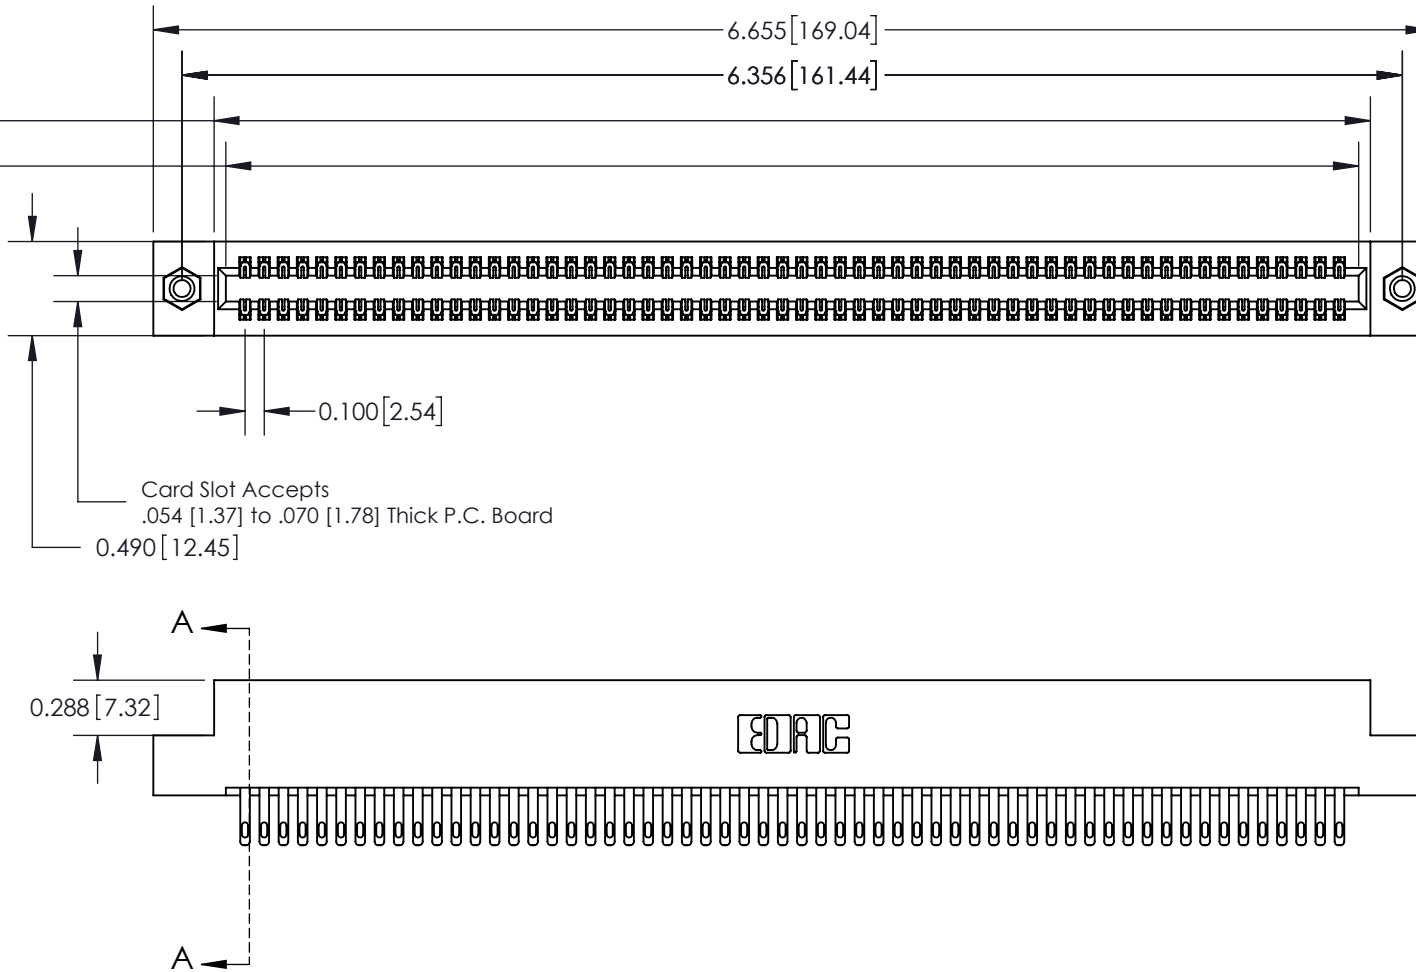 6.655[169.04]
6.356[161.44]
0.100[2.54]
Card Slot Accepts
.054 [1.37] to .070 [1.78] Thick P.C. Board
0.490[12.45]
A
0.288[7.32]
EDAC
A